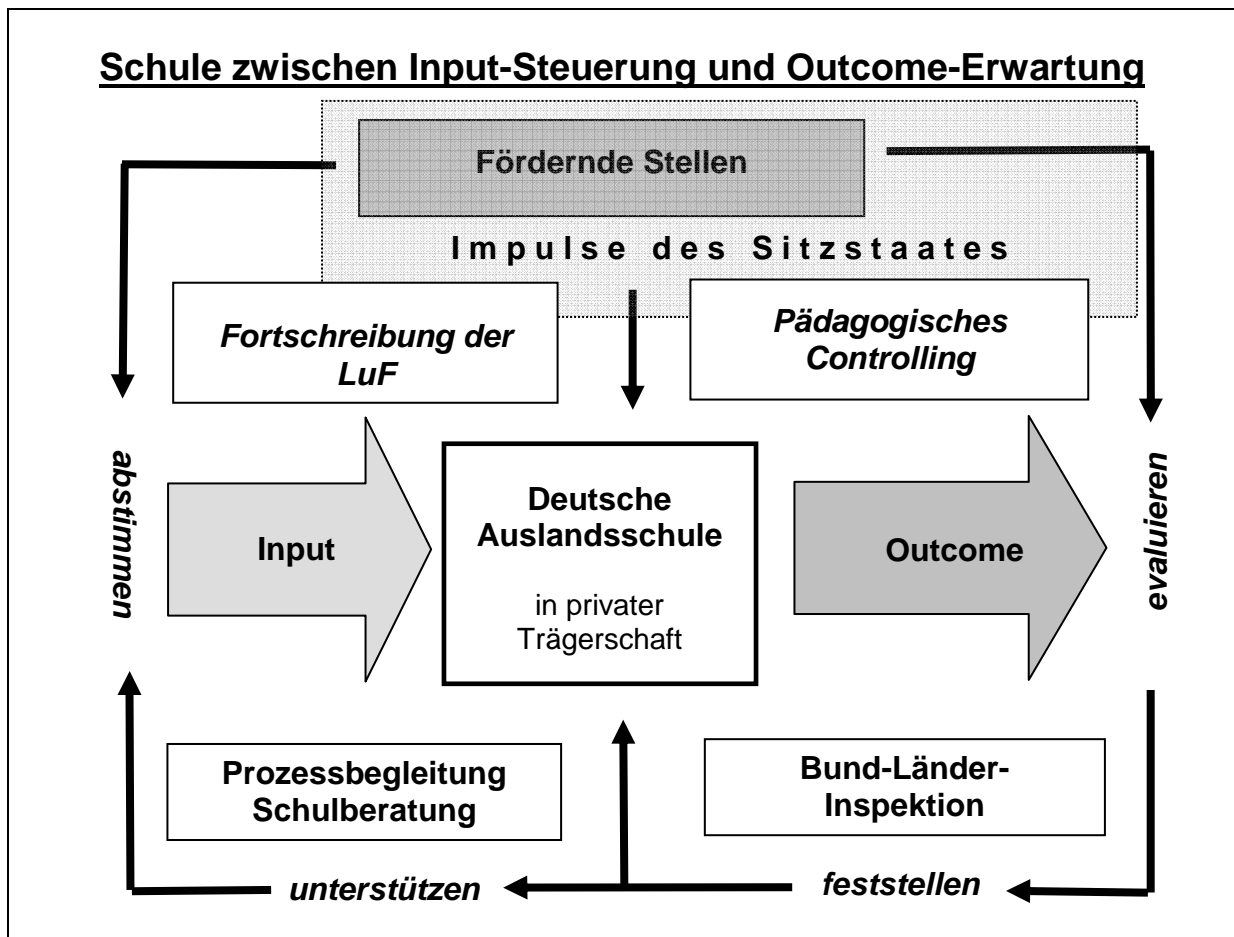 Schule zwischen Input-Steuerung und Outcome-Erwartung
Fördernde Stellen
Impulse des Sitzstaates
Fortschreibung der
LuF
Pädagogisches
Controlling
abstimmen
Input
Deutsche
Auslandsschule
in privater
Trägerschaft
Outcome
evaluieren
Prozessbegleitung
Schulberatung
Bund-Länder-
Inspektion
unterstützen
feststellen